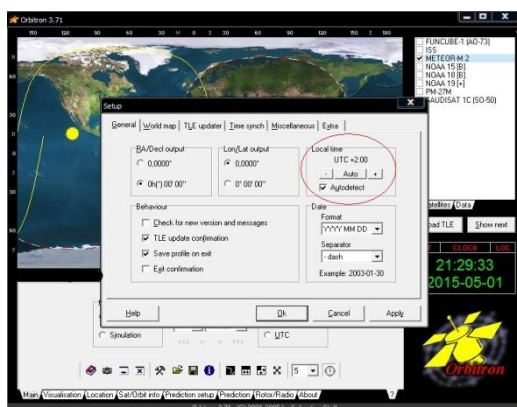 Orbitron 3.71
FUNCUBE-1 (AO-73)
ISS
METEOR-M 2
NOAA 15 [B]
NOAA 18 [B]
NOAA 19 [+]
PM-27M
SAUDISAT 1C (SO-50)
Setup
General World map TLE updater Time synch Miscellaneous Extra
RA/Decl output
0,0000°
0h(°) 00' 00''
Lon/Lat output
0,0000°
0° 00' 00''
Local time
UTC +2:00
- Auto +
Autodetect
Behaviour
Check for new version and messages
TLE update confirmation
Save profile on exit
Exit confirmation
Date
Format
YYYY MM DD
Separator
- dach
Example: 2003-01-30
Help Ok Cancel Apply
Data
Show next
CLOCK LOC
21:29:33
2015-05-01
Simulation
UTC
5
Orbitron
Main Visualisation Location Sat/Orbit info Prediction setup Prediction Rotor/Radio About ?